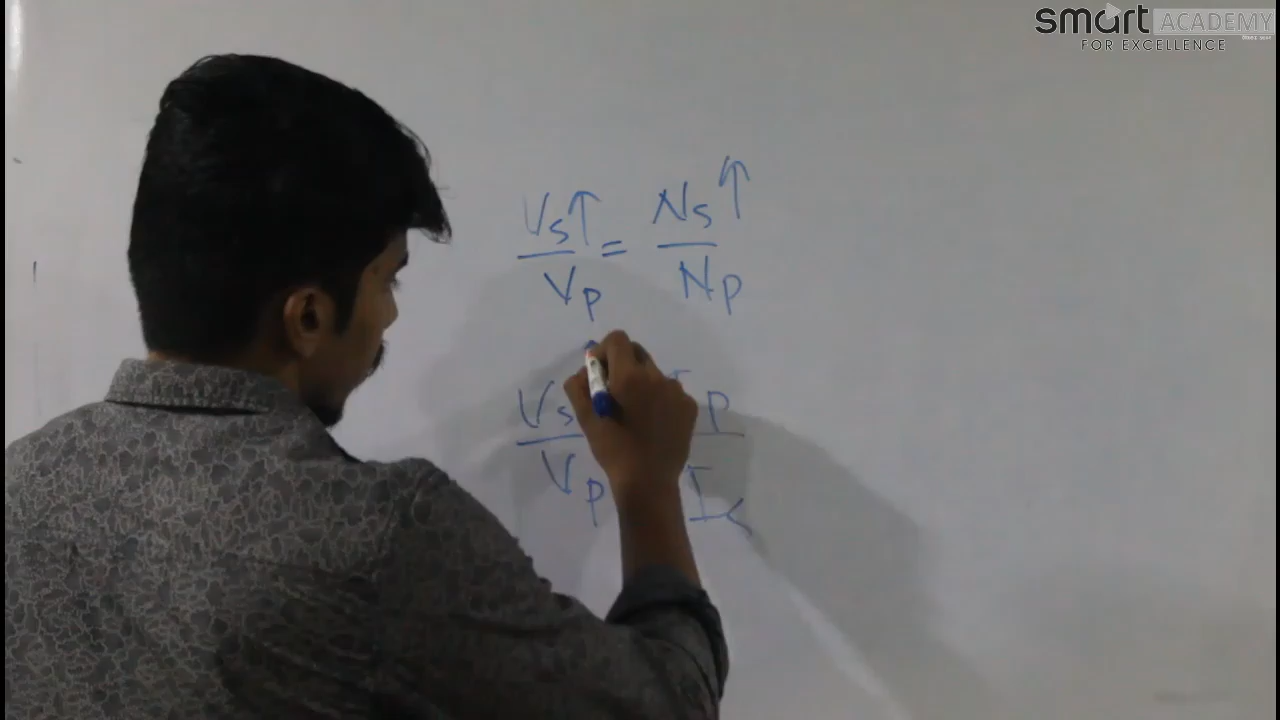 smart ACADEMY
FOR EXCELLENCE
Vs↑ = Ns↑
Vp Np
Vs P
Vp I